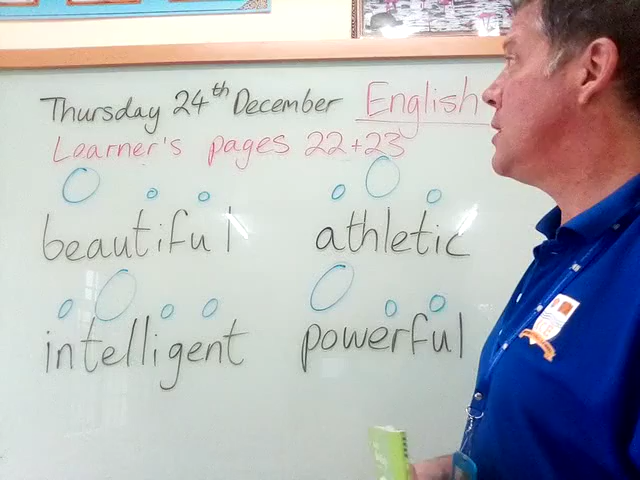 Thursday 24th December English
Learner's pages 22+23
beautiful athletic
intelligent powerful